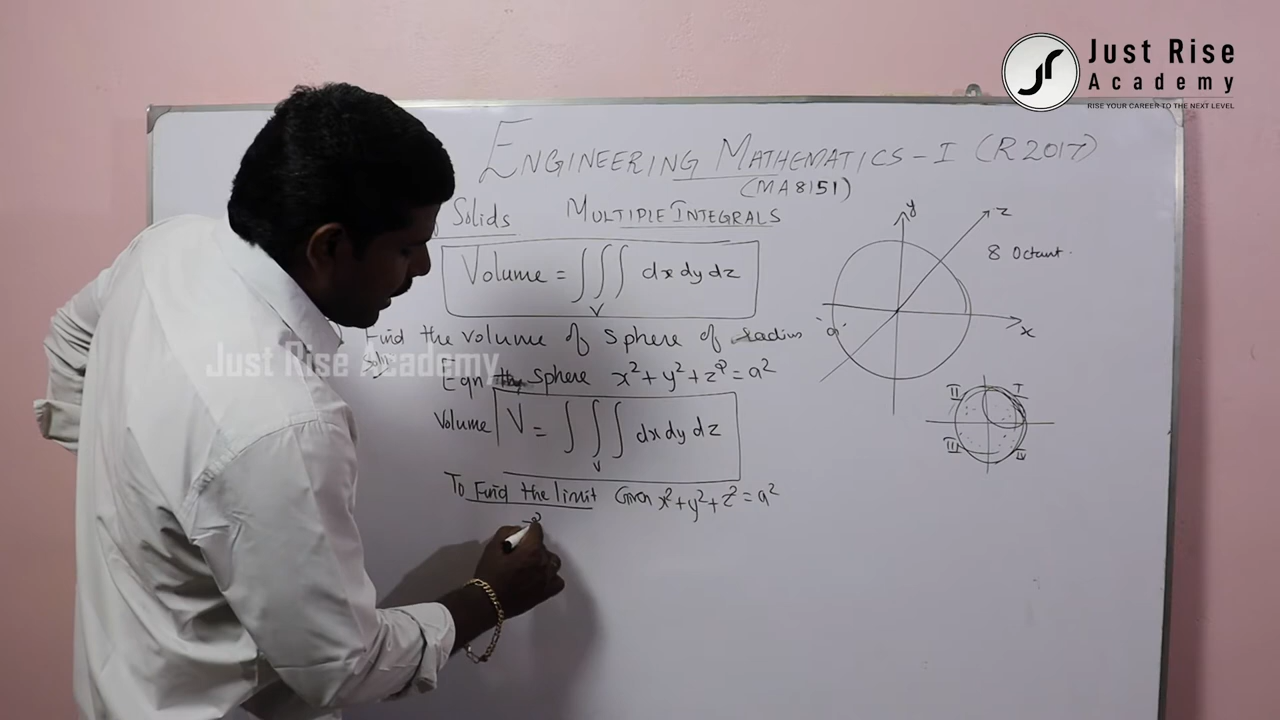 Just Rise
Academy
RISE YOUR CAREER TO THE NEXT LEVEL
ENGINEERING MATHEMATICS-I (R2017)
(MA8151)
Solids MULTIPLE INTEGRALS
Volume = ∫∫∫ dx dy dz
V
y
z
8 Octant.
x
'a'
Find the volume of sphere of radius
Soln
Eqn sphere x²+y²+z²=a²
Volume V = ∫∫∫ dx dy dz
V
II I
III IV
To Find the limit Given x²+y²+z²=a²
Just Rise Academy